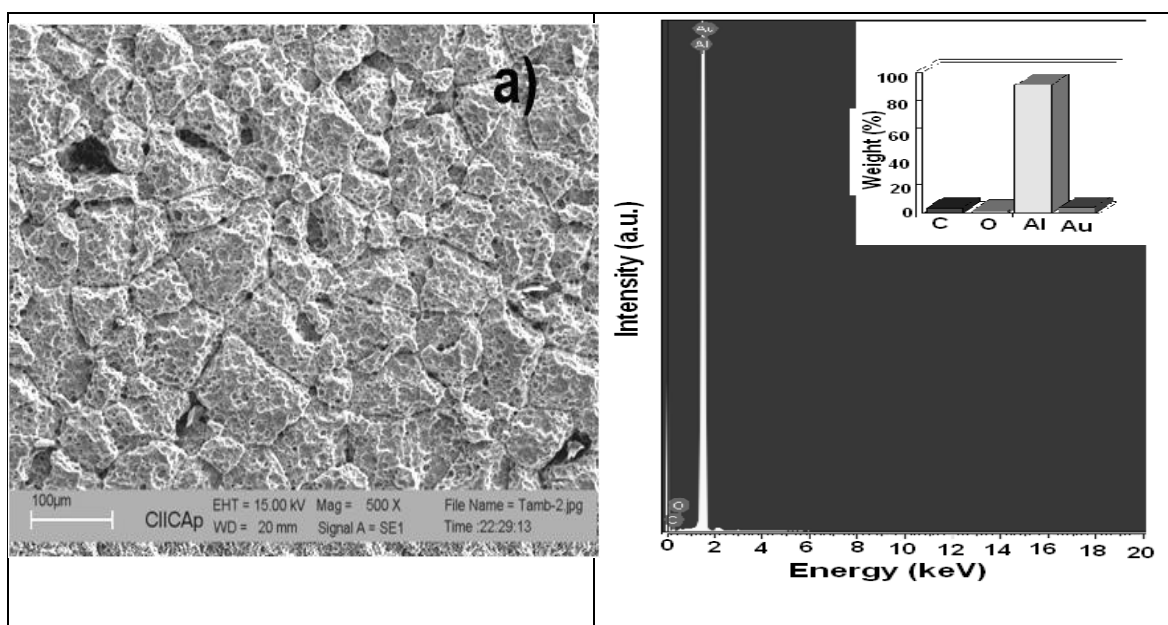 a)
100µm
CIICAp
EHT = 15.00 kV Mag = 500 X File Name = Tamb-2.jpg
WD = 20 mm Signal A = SE1 Time :22:29:13
Au
Al
100
80
60
40
20
0
Weight (%)
C O Al Au
Intensity (a.u.)
O
C
0 2 4 6 8 10 12 14 16 18 20
Energy (keV)